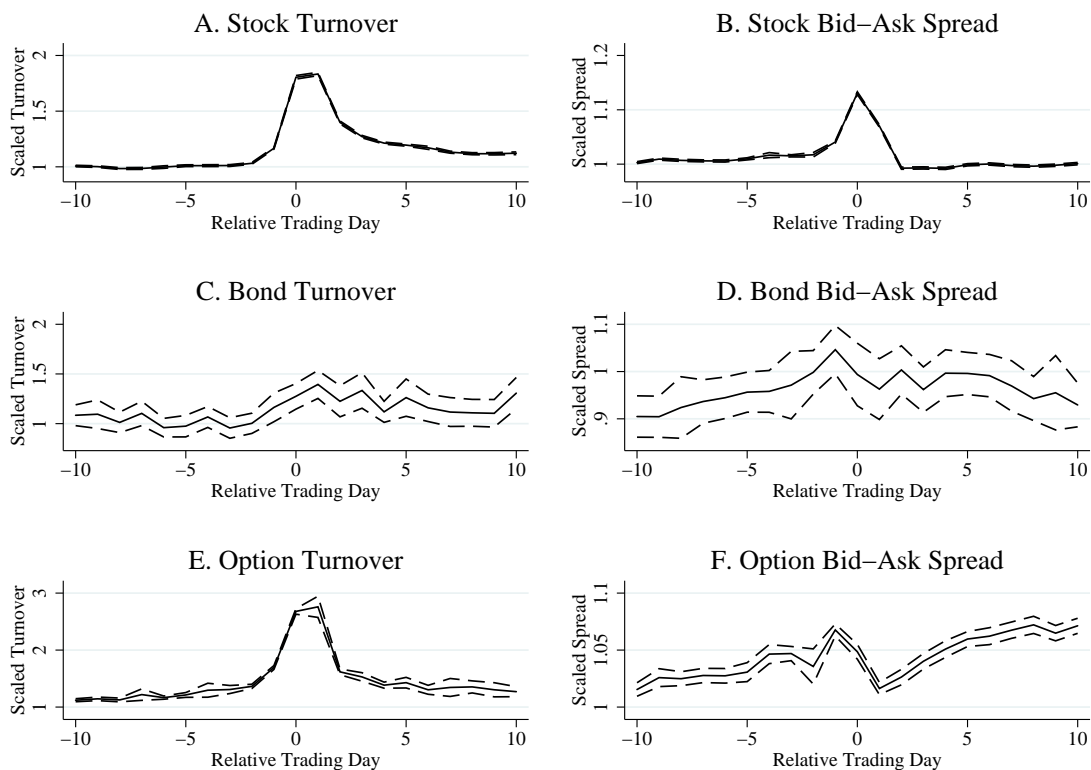 A. Stock Turnover
Scaled Turnover
2
1.5
1
−10
−5
0
5
10
Relative Trading Day
B. Stock Bid−Ask Spread
Scaled Spread
1.2
1.1
1
−10
−5
0
5
10
Relative Trading Day
C. Bond Turnover
Scaled Turnover
2
1.5
1
−10
−5
0
5
10
Relative Trading Day
D. Bond Bid−Ask Spread
Scaled Spread
1.1
1
.9
−10
−5
0
5
10
Relative Trading Day
E. Option Turnover
Scaled Turnover
3
2
1
−10
−5
0
5
10
Relative Trading Day
F. Option Bid−Ask Spread
Scaled Spread
1.1
1.05
1
−10
−5
0
5
10
Relative Trading Day